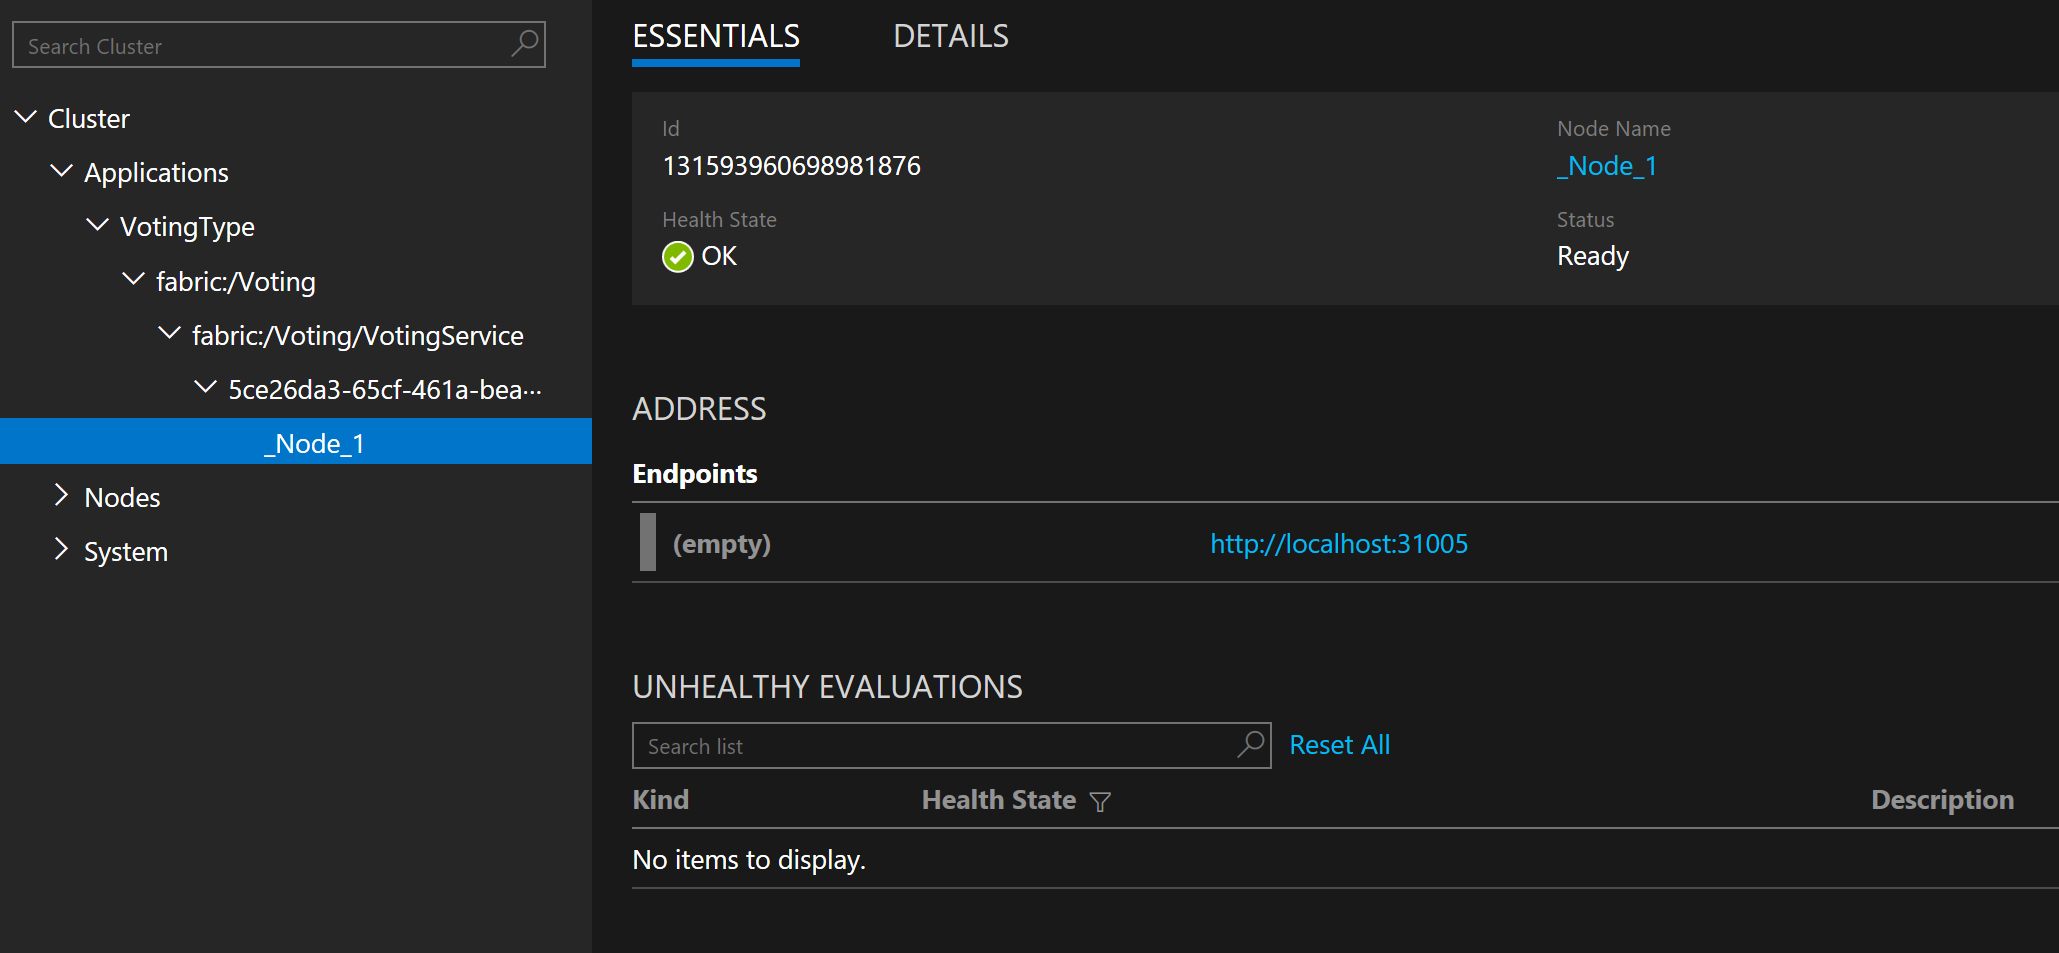 Search Cluster
Cluster
Applications
VotingType
fabric:/Voting
fabric:/Voting/VotingService
5ce26da3-65cf-461a-bea···
_Node_1
Nodes
System
ESSENTIALS DETAILS
Id Node Name
131593960698981876 _Node_1
Health State Status
OK Ready
ADDRESS
Endpoints
(empty) http://localhost:31005
UNHEALTHY EVALUATIONS
Search list Reset All
Kind Health State Description
No items to display.